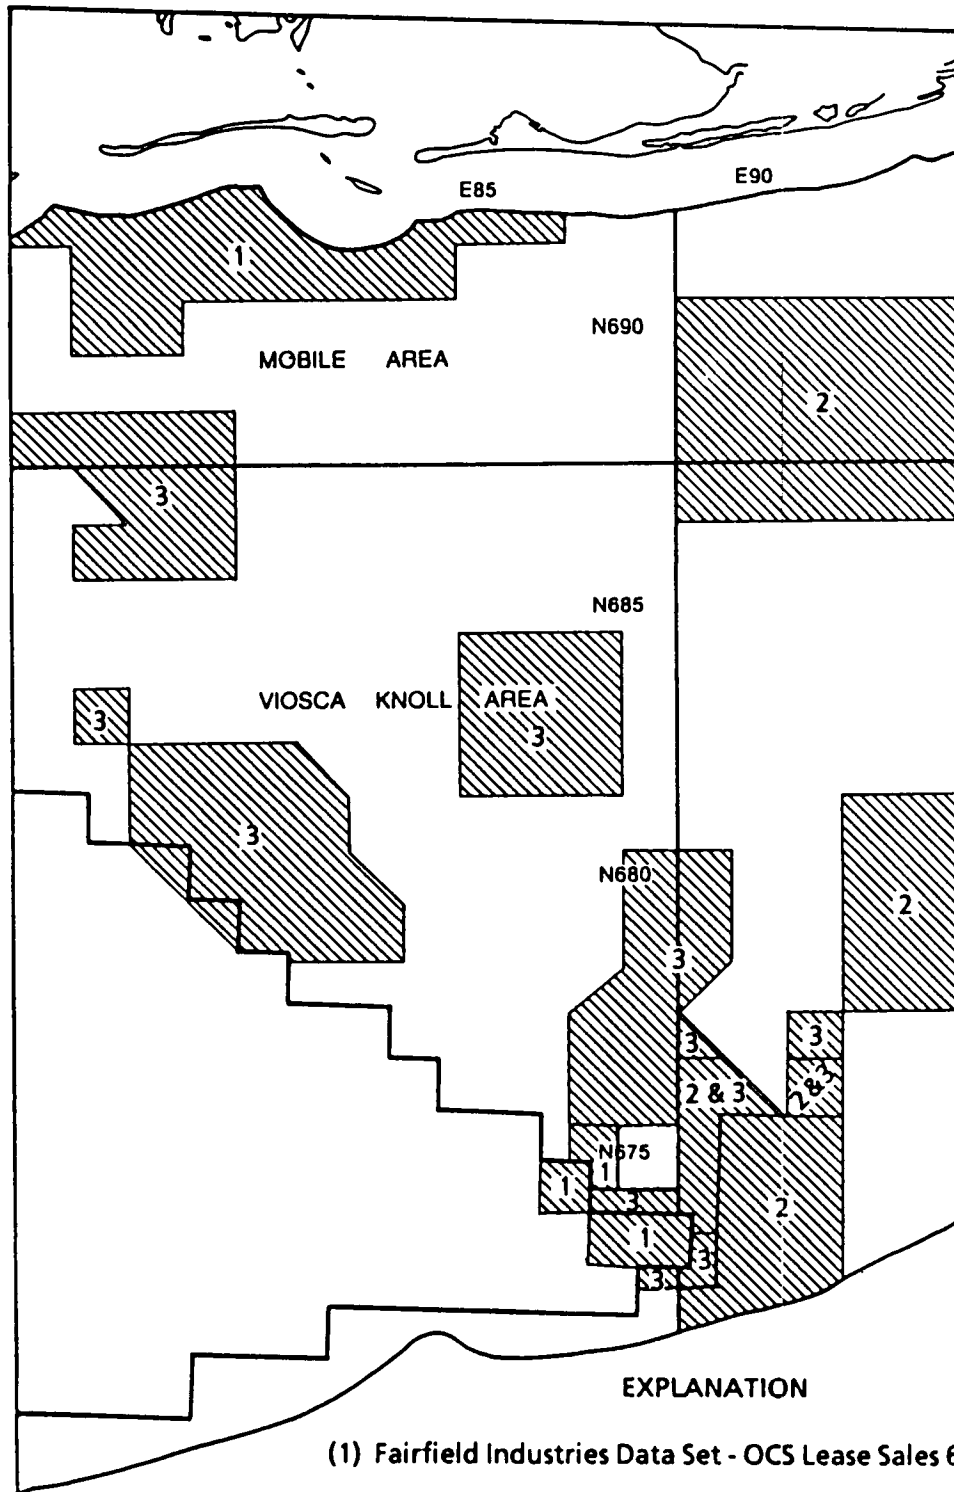 E85
E90
1
N690
MOBILE AREA
2
3
N685
3
VIOSCA KNOLL AREA
3
3
N680
2
3
3
3
2 & 3
2 & 3
N675
1
1
3
2
1
3
3
EXPLANATION
(1) Fairfield Industries Data Set - OCS Lease Sales